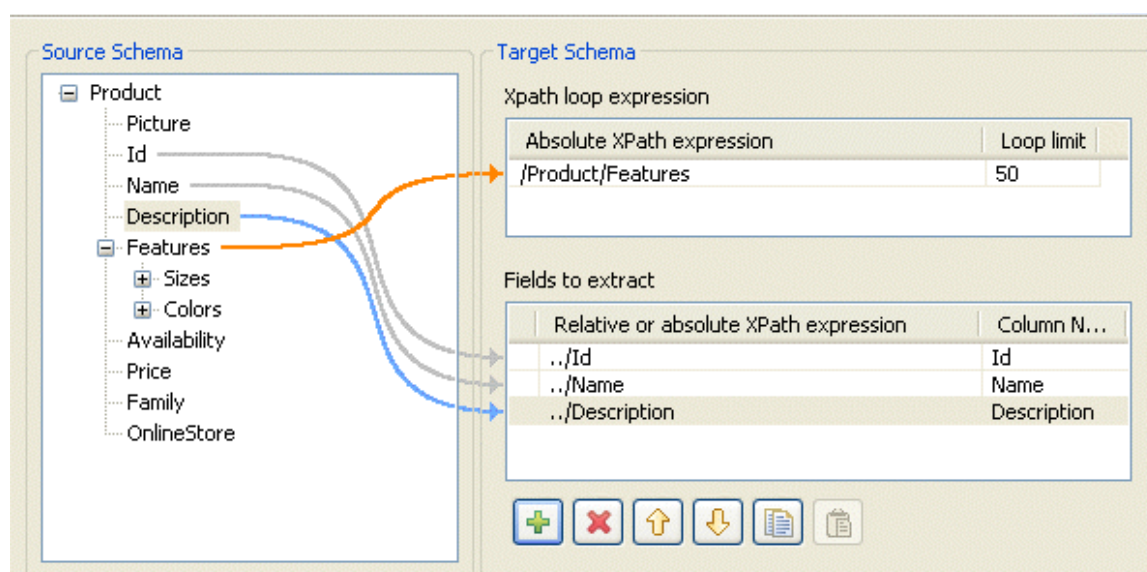 Source Schema
Product
Picture
Id
Name
Description
Features
Sizes
Colors
Availability
Price
Family
OnlineStore
Target Schema
Xpath loop expression
Absolute XPath expression Loop limit
/Product/Features 50
Fields to extract
Relative or absolute XPath expression Column N...
../Id Id
../Name Name
../Description Description